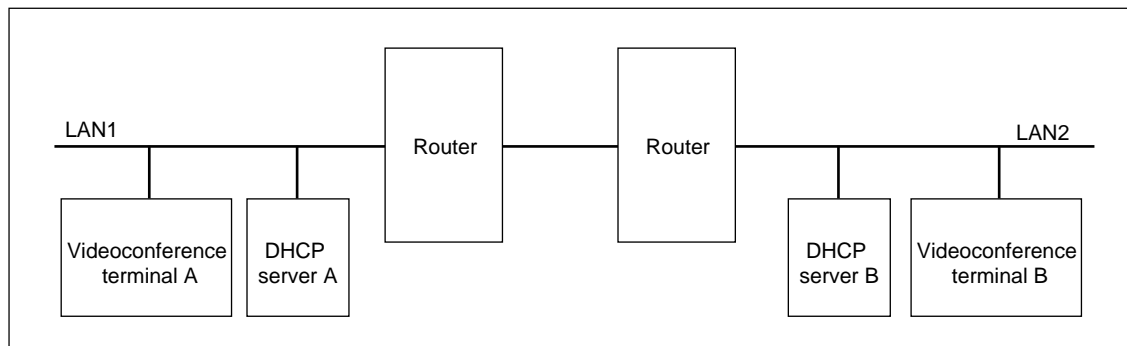 LAN1
Router
Router
LAN2
Videoconference
terminal A
DHCP
server A
DHCP
server B
Videoconference
terminal B